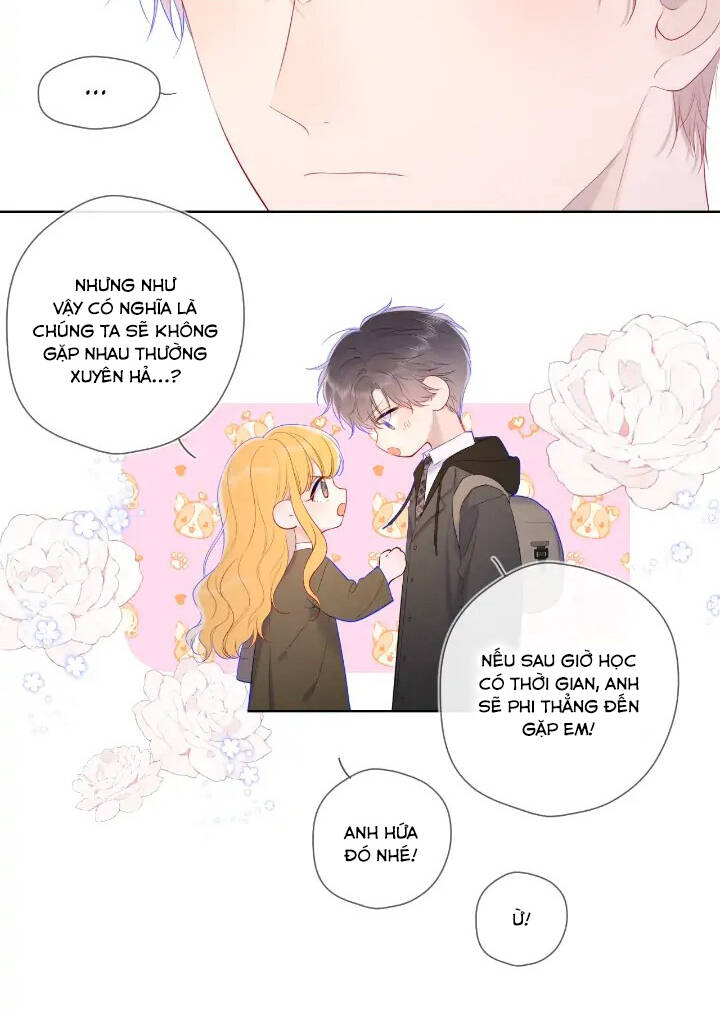 ...
NHƯNG NHƯ
VẬY CÓ NGHĨA LÀ
CHÚNG TA SẼ KHÔNG
GẶP NHAU THƯỜNG
XUYÊN HẢ...?
NẾU SAU GIỜ HỌC
CÓ THỜI GIAN, ANH
SẼ PHI THẲNG ĐẾN
GẶP EM!
ANH HỨA
ĐÓ NHÉ!
Ừ!